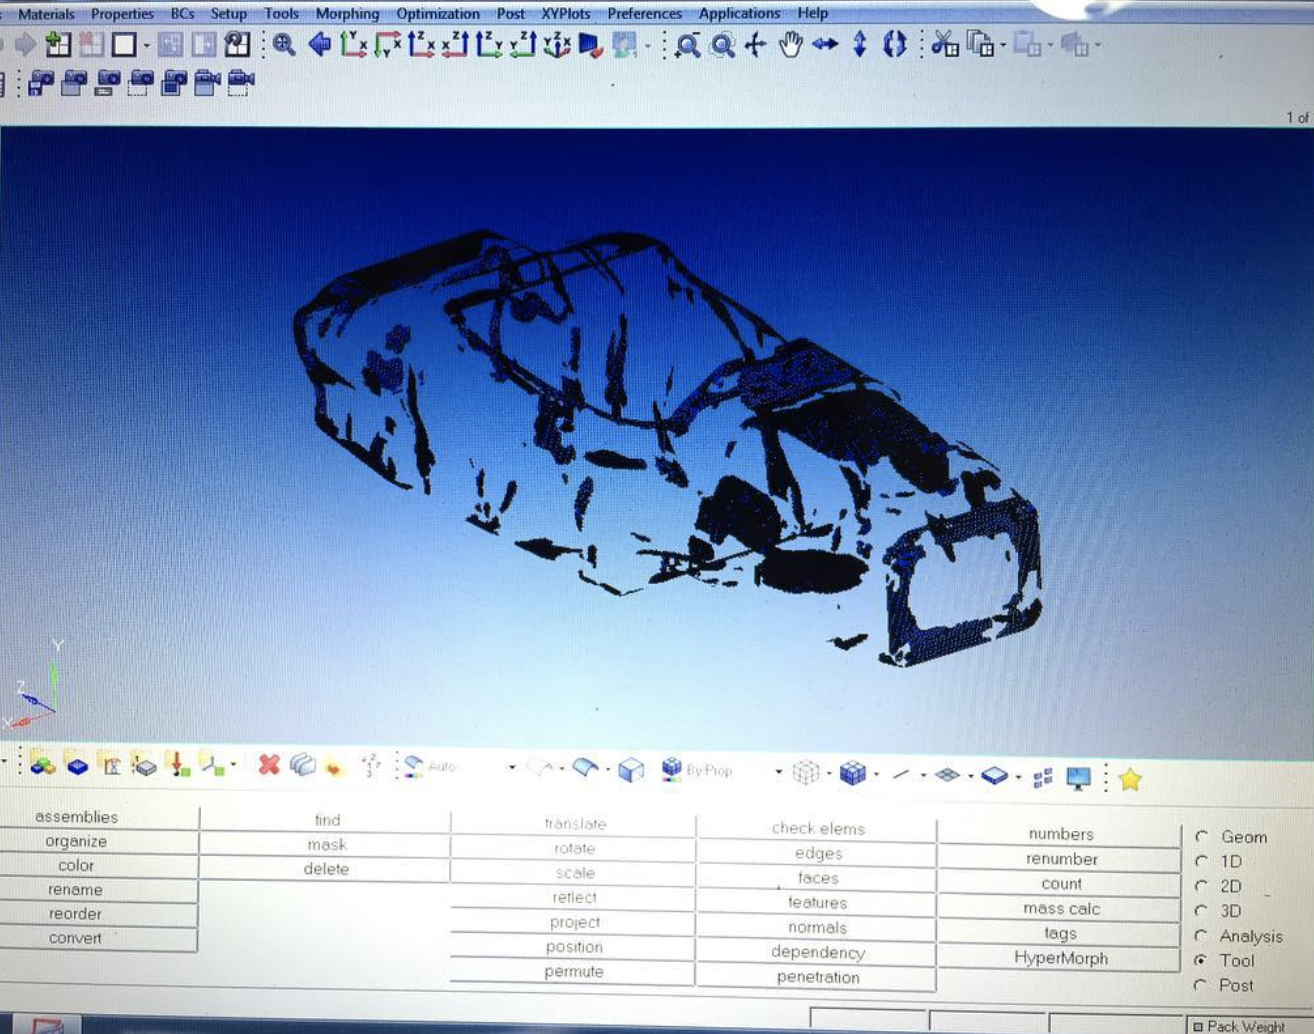 Materials Properties BCs Setup Tools Morphing Optimization Post XYPlots Preferences Applications Help
1 of
Y
Z
X
Auto By Prop
assemblies find translate check elems numbers Geom
organize mask rotate edges renumber 1D
color delete scale faces count 2D
rename reflect features mass calc 3D
reorder project normals tags Analysis
convert position dependency HyperMorph Tool
permute penetration Post
Pack Weight